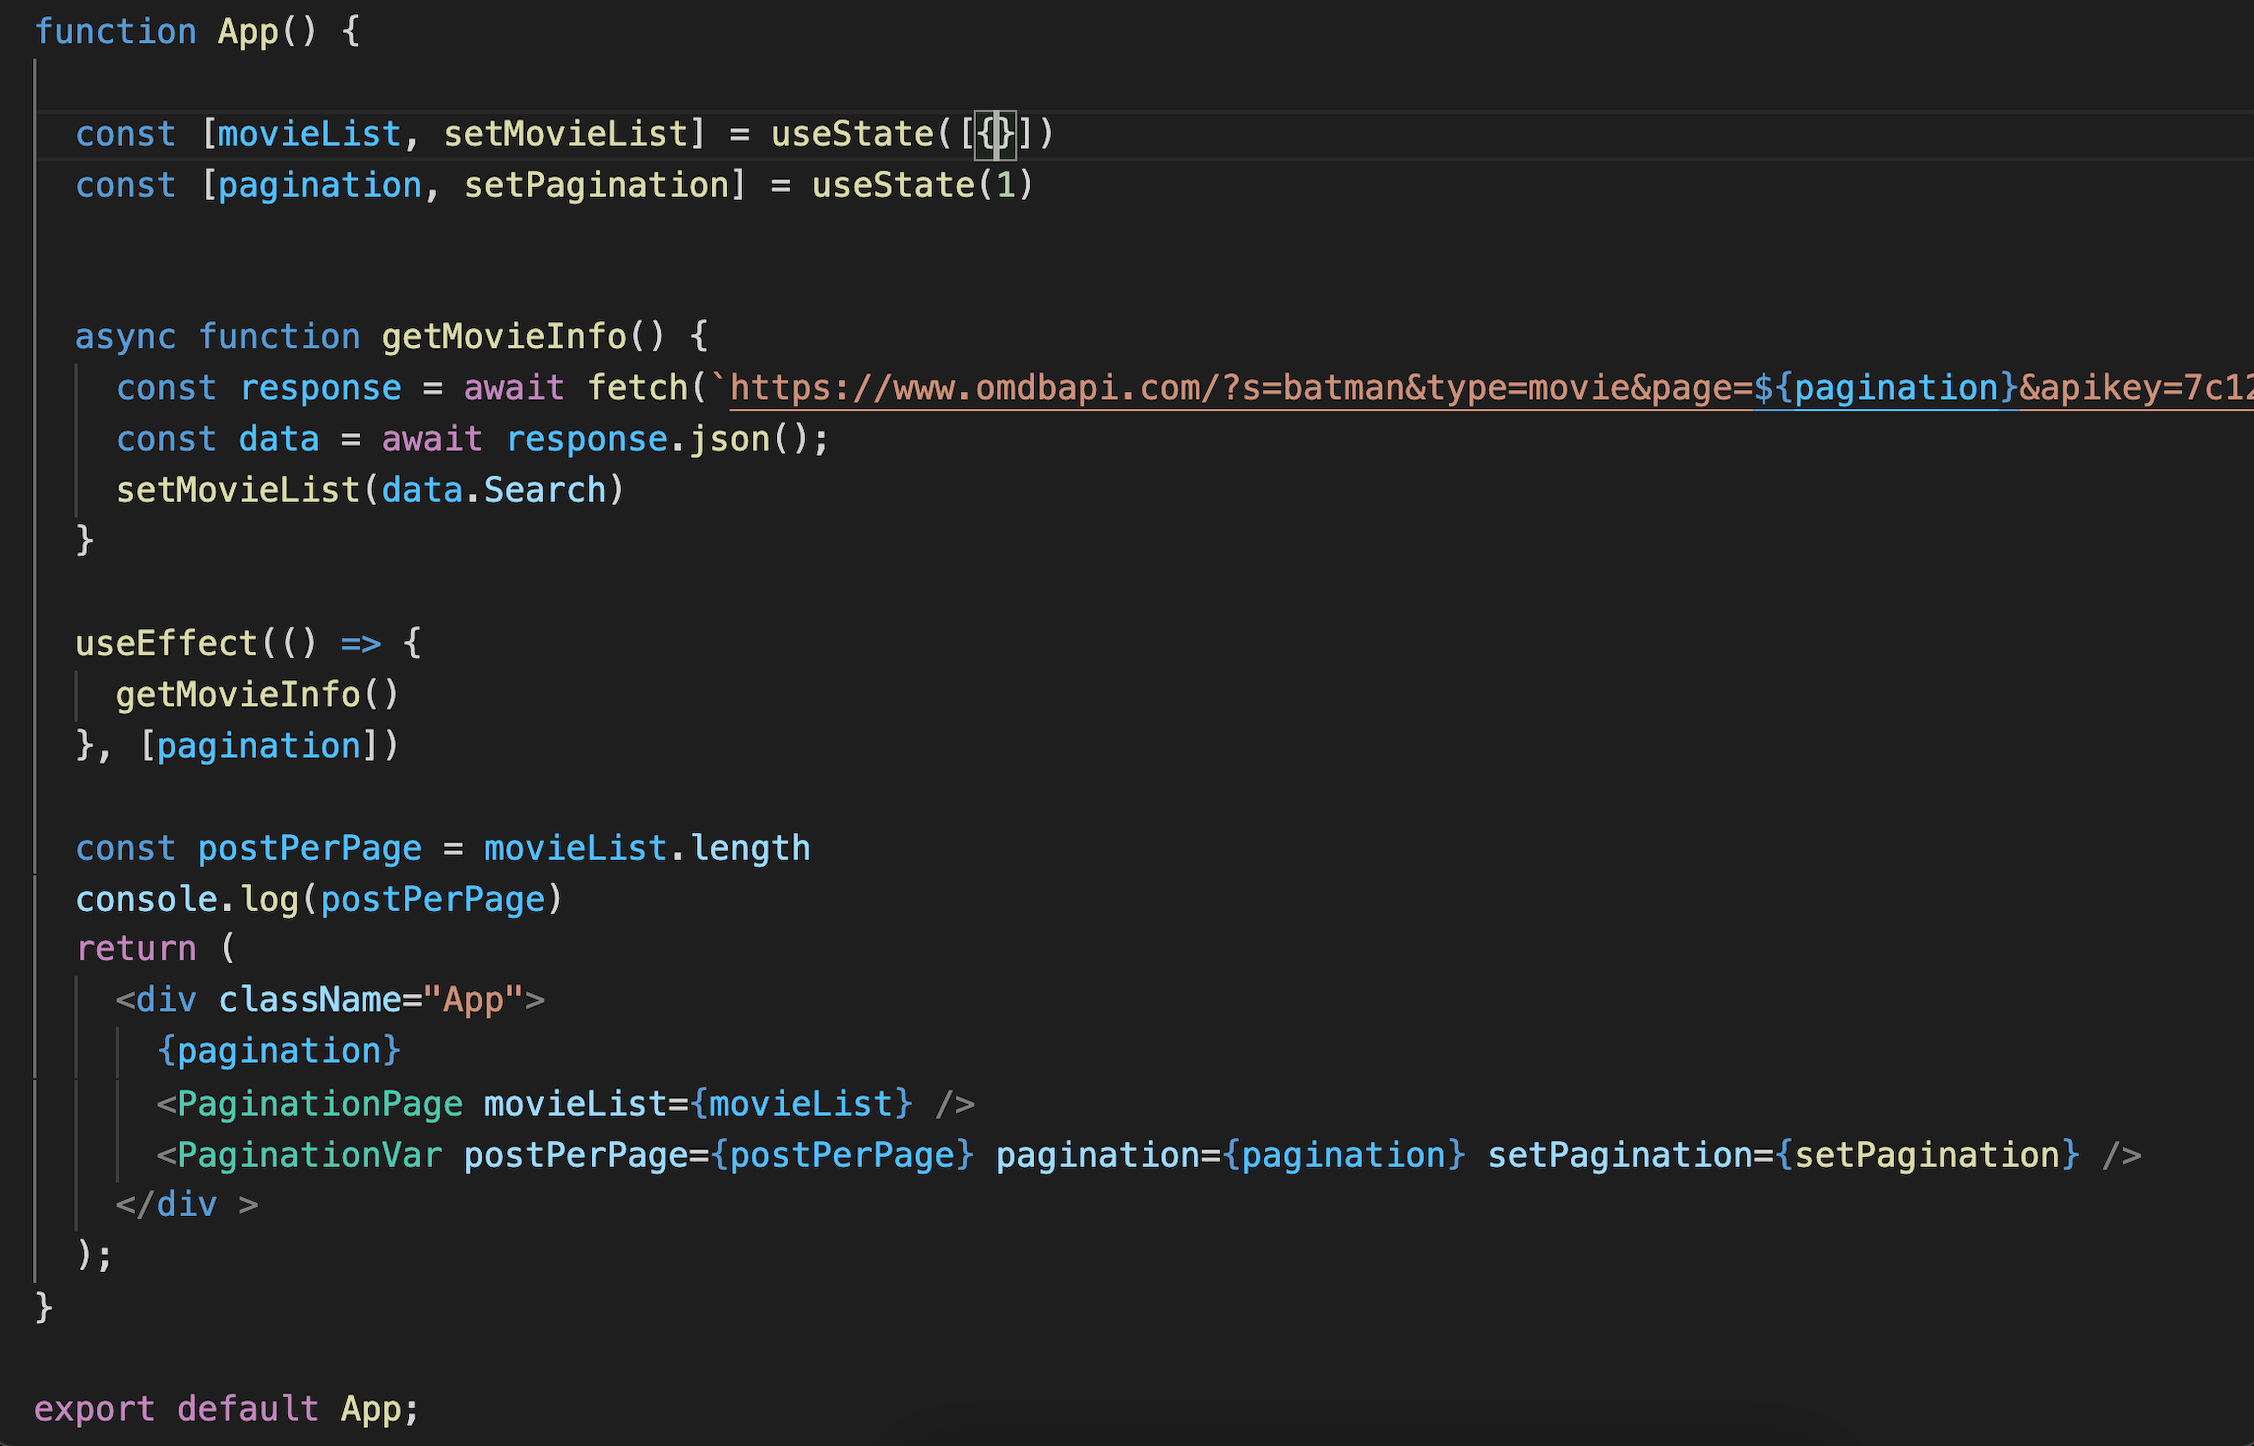 function App() {
const [movieList, setMovieList] = useState([{}])
const [pagination, setPagination] = useState(1)
async function getMovieInfo() {
const response = await fetch(`https://www.omdbapi.com/?s=batman&type=movie&page=${pagination}&apikey=7c12
const data = await response.json();
setMovieList(data.Search)
}
useEffect(() => {
getMovieInfo()
}, [pagination])
const postPerPage = movieList.length
console.log(postPerPage)
return (
<div className="App">
{pagination}
<PaginationPage movieList={movieList} />
<PaginationVar postPerPage={postPerPage} pagination={pagination} setPagination={setPagination} />
</div >
);
}
export default App;